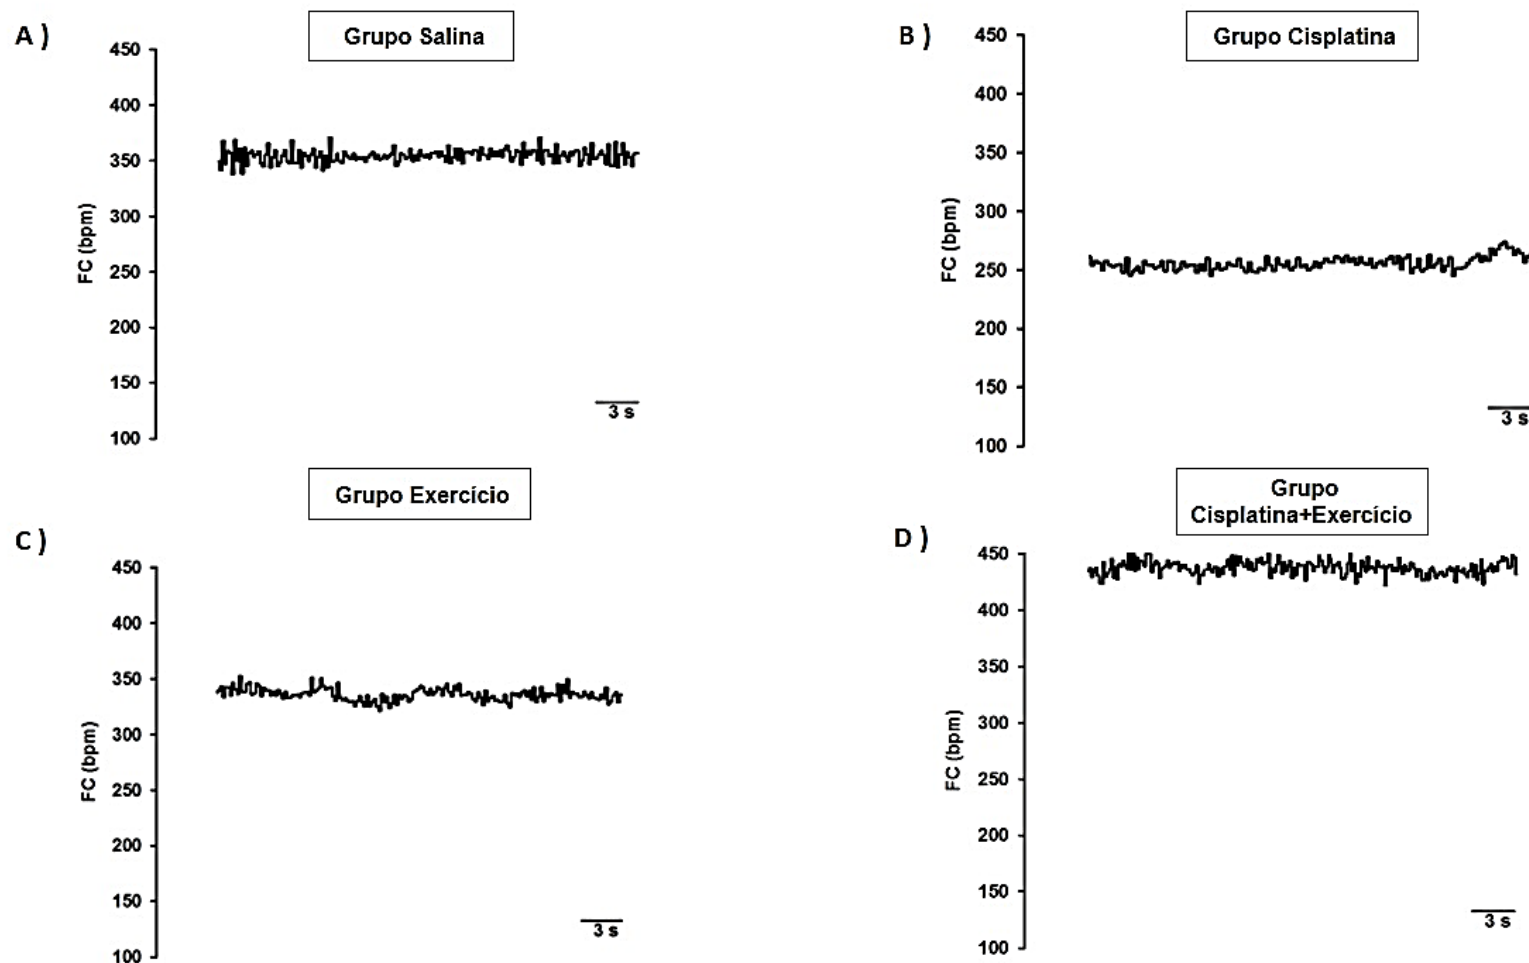 A )
Grupo Salina
450
400
350
300
250
200
150
100
FC (bpm)
3 s
B )
Grupo Cisplatina
450
400
350
300
250
200
150
100
FC (bpm)
3 s
C )
Grupo Exercício
450
400
350
300
250
200
150
100
FC (bpm)
3 s
D )
Grupo
Cisplatina+Exercício
450
400
350
300
250
200
150
100
FC (bpm)
3 s